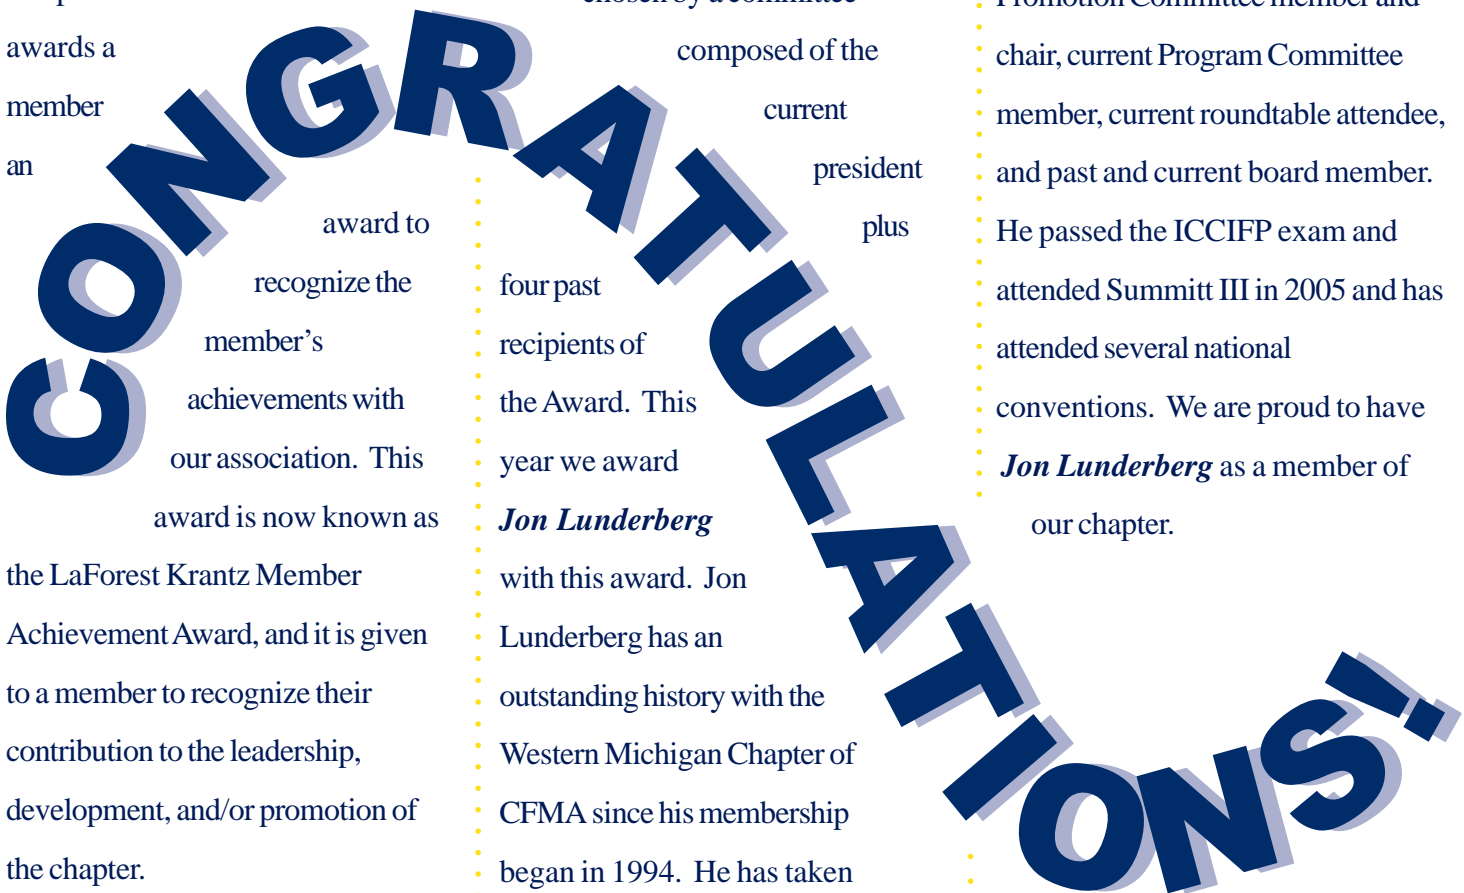 awards a
member
an
award to
recognize the
member’s
achievements with
our association.  This
award is now known as
the LaForest Krantz Member
Achievement Award, and it is given
to a member to recognize their
contribution to the leadership,
development, and/or promotion of
the chapter.
CONGRATULATIONS!
composed of the
current
president
plus
four past
recipients of
the Award.  This
year we award
Jon Lunderberg
with this award.  Jon
Lunderberg has an
outstanding history with the
Western Michigan Chapter of
CFMA since his membership
began in 1994.  He has taken
Promotion Committee member and
chair, current Program Committee
member, current roundtable attendee,
and past and current board member.
He passed the ICCIFP exam and
attended Summitt III in 2005 and has
attended several national
conventions.  We are proud to have
Jon Lunderberg as a member of
our chapter.